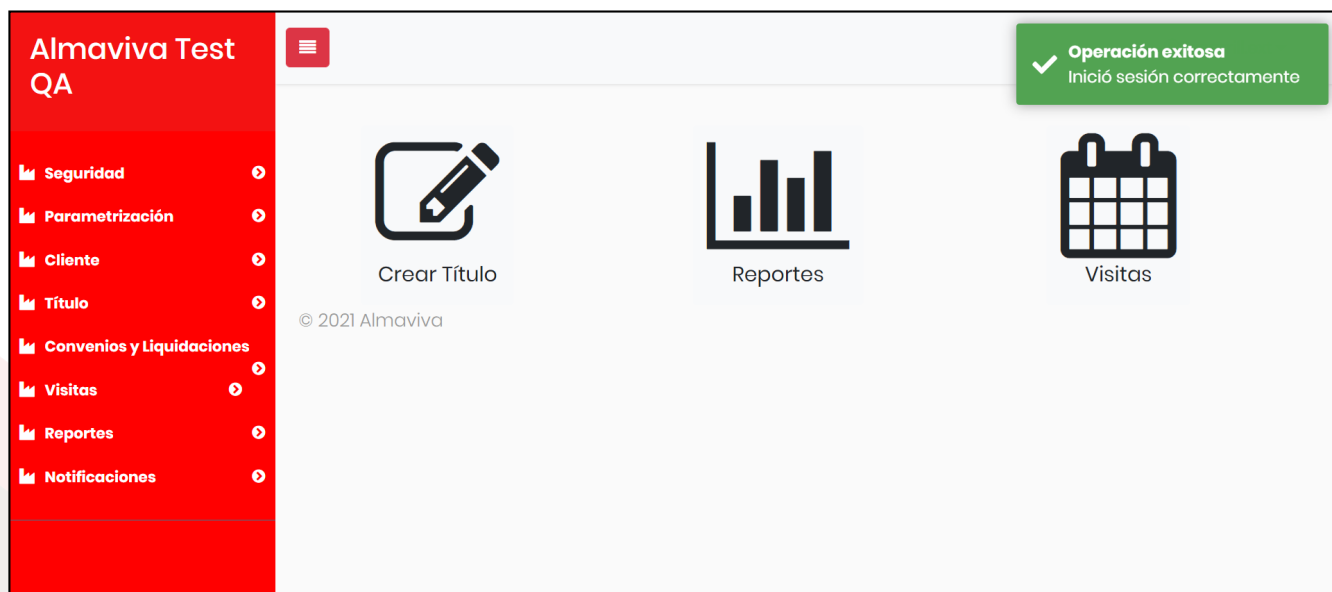 Almaviva Test
QA
Operación exitosa
Inició sesión correctamente
Seguridad
Parametrización
Cliente
Título
Convenios y Liquidaciones
Visitas
Reportes
Notificaciones
Crear Título
Reportes
Visitas
© 2021 Almaviva